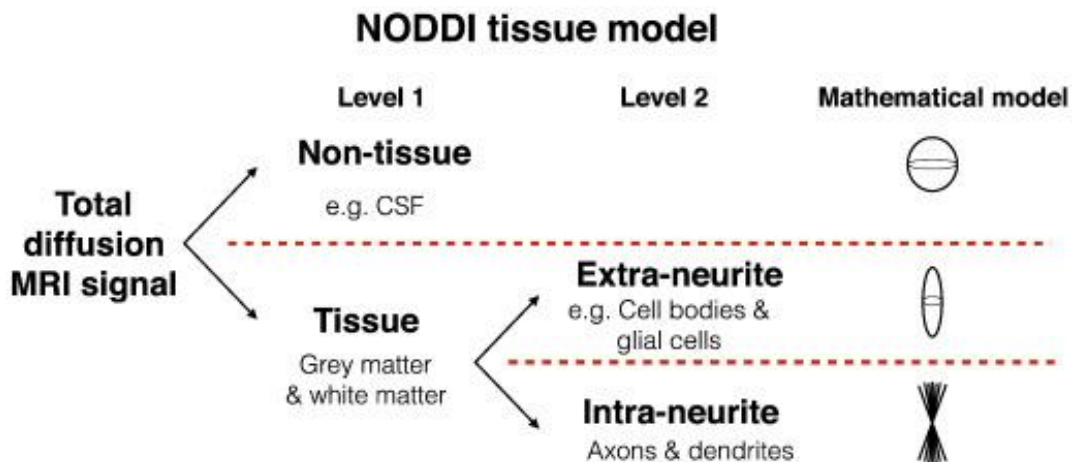 NODDI tissue model
Level 1
Level 2
Mathematical model
Non-tissue
e.g. CSF
Total
diffusion
MRI signal
Extra-neurite
e.g. Cell bodies &
glial cells
Tissue
Grey matter
& white matter
Intra-neurite
Axons & dendrites